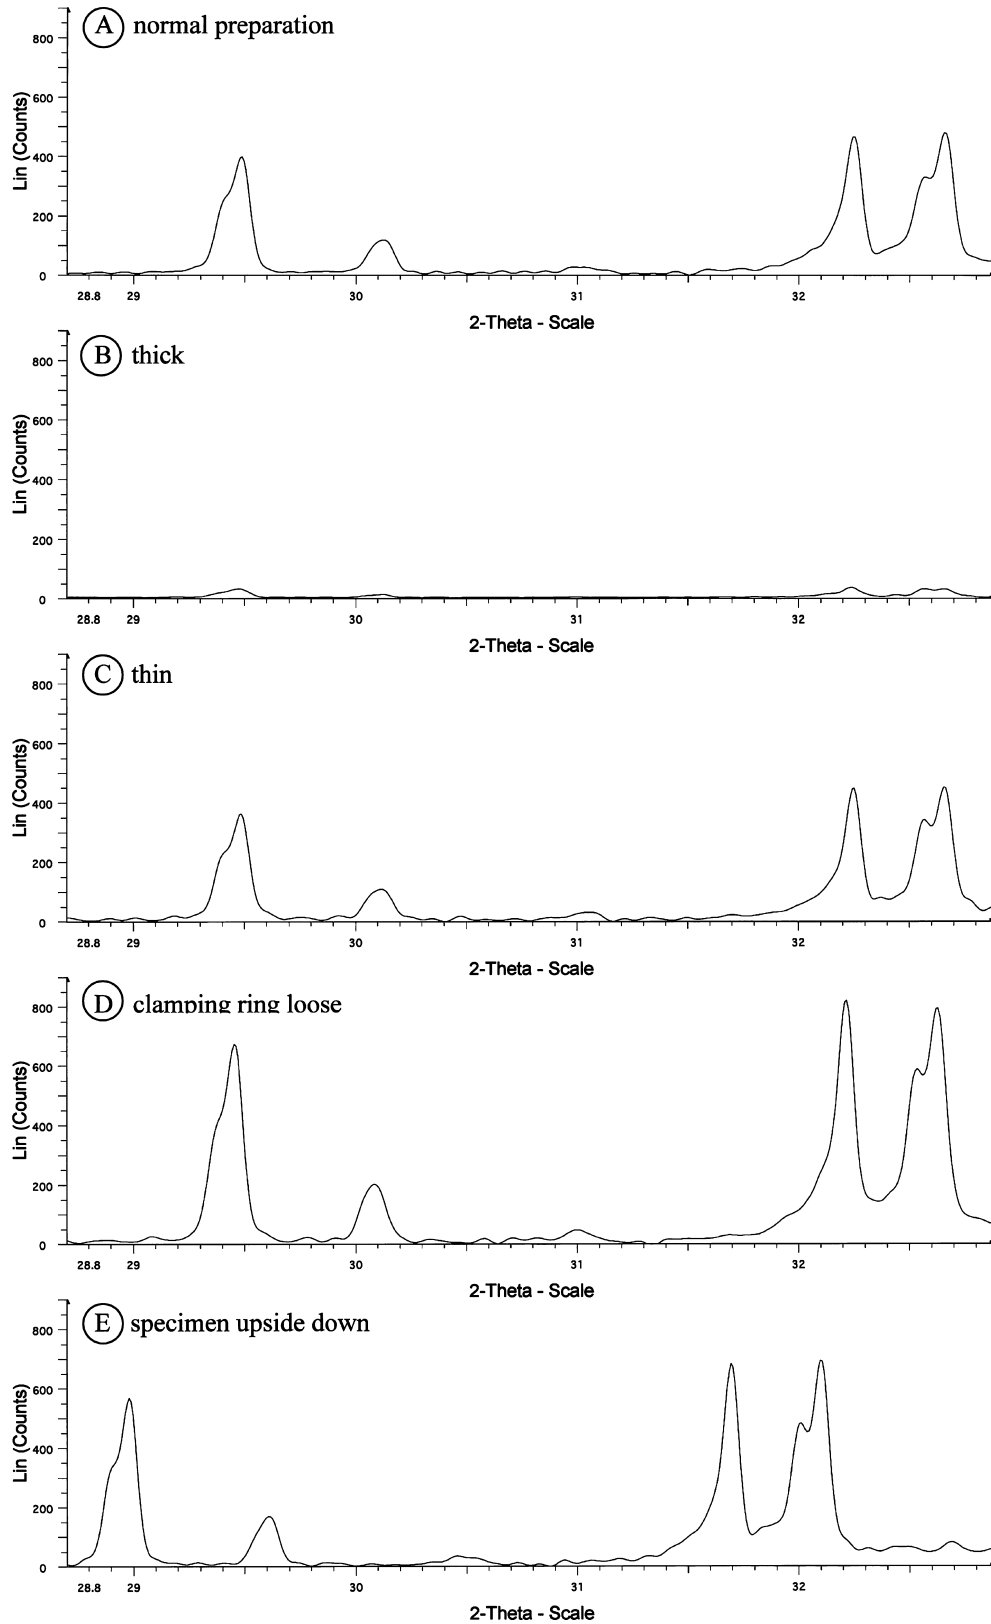 A normal preparation
800
600
400
200
0
Lin (Counts)
28.8 29 30 31 32
2-Theta - Scale
B thick
800
600
400
200
0
Lin (Counts)
28.8 29 30 31 32
2-Theta - Scale
C thin
800
600
400
200
0
Lin (Counts)
28.8 29 30 31 32
2-Theta - Scale
D clamping ring loose
800
600
400
200
0
Lin (Counts)
28.8 29 30 31 32
2-Theta - Scale
E specimen upside down
800
600
400
200
0
Lin (Counts)
28.8 29 30 31 32
2-Theta - Scale